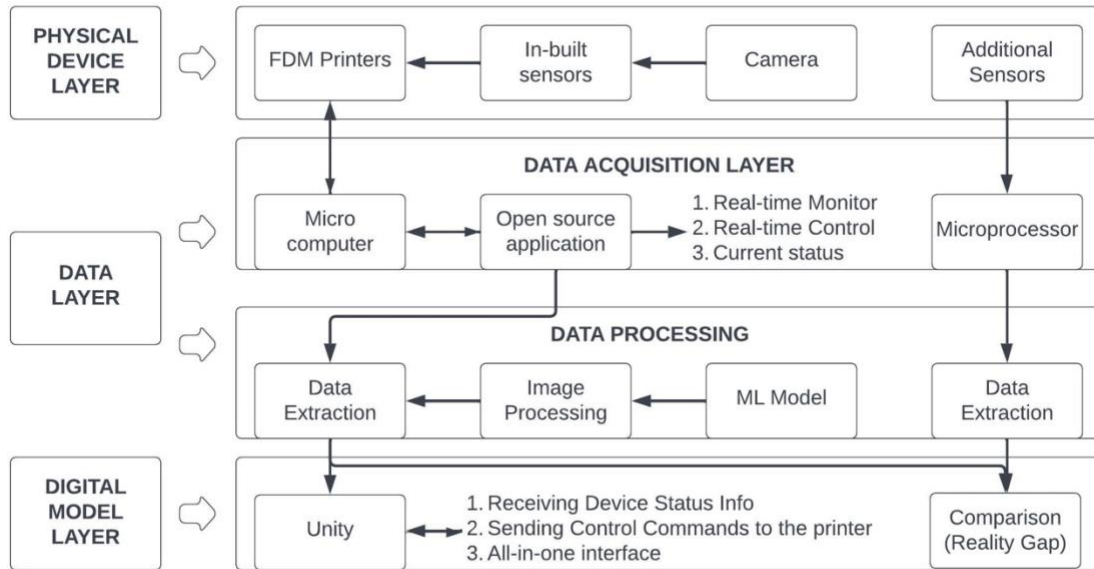 PHYSICAL
DEVICE
LAYER
FDM Printers
In-built
sensors
Camera
Additional
Sensors
DATA ACQUISITION LAYER
DATA
LAYER
Micro
computer
Open source
application
1. Real-time Monitor
2. Real-time Control
3. Current status
Microprocessor
DATA PROCESSING
Data
Extraction
Image
Processing
ML Model
Data
Extraction
DIGITAL
MODEL
LAYER
Unity
1. Receiving Device Status Info
2. Sending Control Commands to the printer
3. All-in-one interface
Comparison
(Reality Gap)